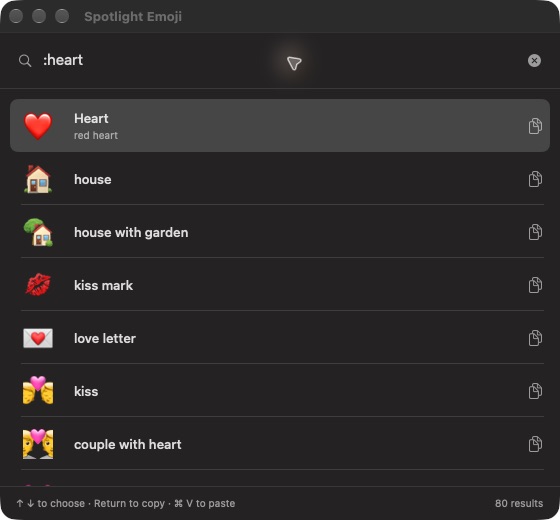 Spotlight Emoji
:heart
Heart
red heart
house
house with garden
kiss mark
love letter
kiss
couple with heart
↑ ↓ to choose · Return to copy · ⌘ V to paste
80 results